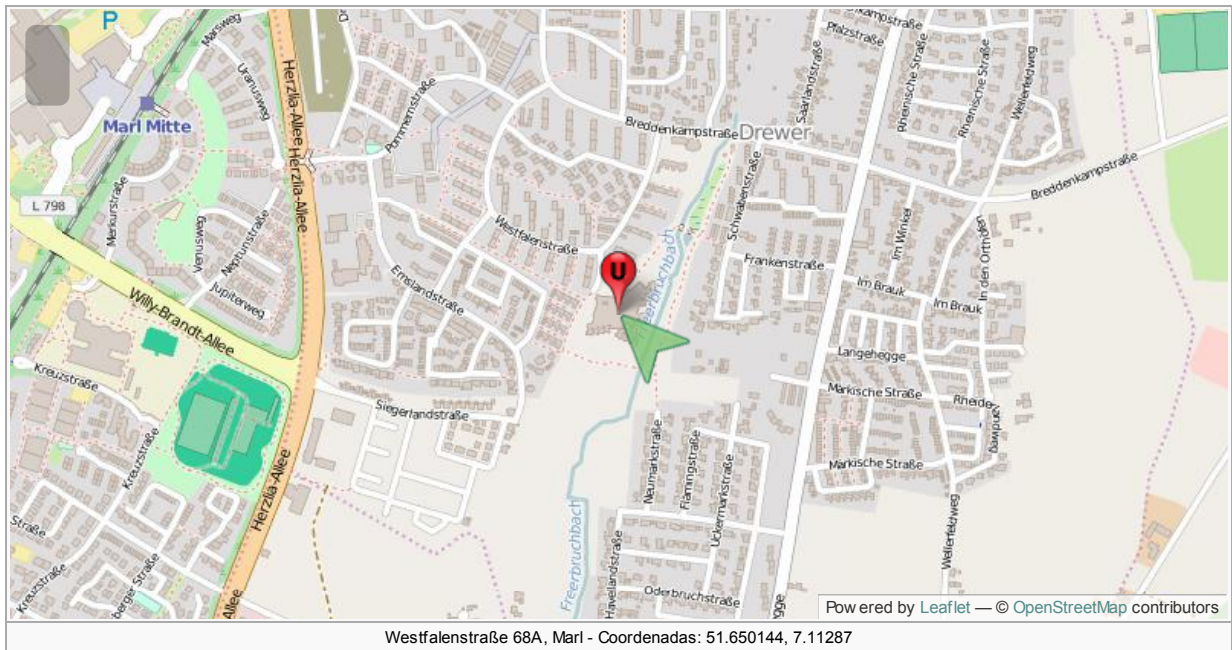 P
Marsweg
Uranusweg
Herzlia-Allee
Herzlia-Allee
Pommernstraße
Marl Mitte
L 798
Merkurstraße
Venusweg
Neptunstraße
Jupiterweg
Willy-Brandt-Allee
Emslandstraße
Westfalenstraße
Breddenkampstraße
Drewer
Saarlandstraße
Pfalzstraße
Rheinische Straße
Rheinische Straße
Wellerfeldweg
Breddenkampstraße
Schwabenstraße
Frankenstraße
Im Winkel
In den Orthöfen
Im Brauk
Im Brauk
U
Langehegge
Märkische Straße
Märkische Straße
Kreuzstraße
Kreuzstraße
Kreuzstraße
Siegerlandstraße
Herzlia-Allee
Allee
Straße
Neumarkstraße
Flämingstraße
Uckermarkstraße
Freerbruchbach
Havellandstraße
Oderbruchstraße
Wellerfeldweg
Powered by Leaflet — © OpenStreetMap contributors
Westfalenstraße 68A, Marl - Coordenadas: 51.650144, 7.11287